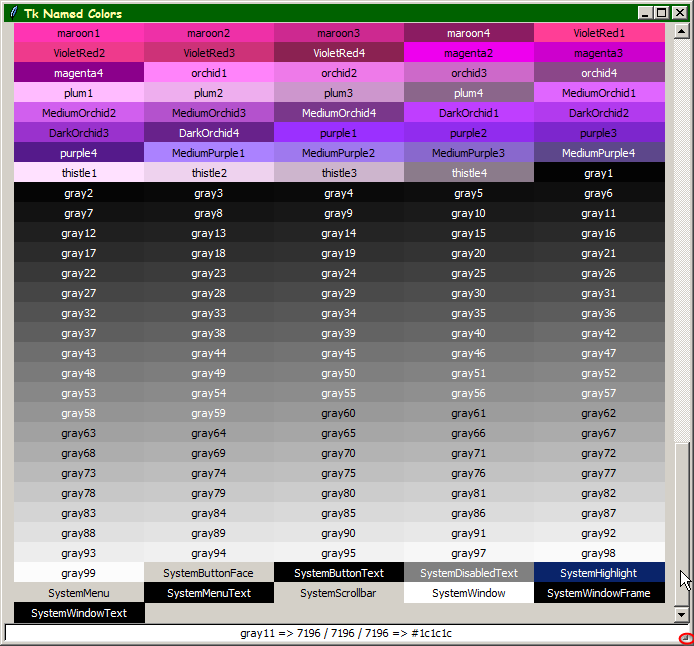 Tk Named Colors
maroon1 maroon2 maroon3 maroon4 VioletRed1
VioletRed2 VioletRed3 VioletRed4 magenta2 magenta3
magenta4 orchid1 orchid2 orchid3 orchid4
plum1 plum2 plum3 plum4 MediumOrchid1
MediumOrchid2 MediumOrchid3 MediumOrchid4 DarkOrchid1 DarkOrchid2
DarkOrchid3 DarkOrchid4 purple1 purple2 purple3
purple4 MediumPurple1 MediumPurple2 MediumPurple3 MediumPurple4
thistle1 thistle2 thistle3 thistle4 gray1
gray2 gray3 gray4 gray5 gray6
gray7 gray8 gray9 gray10 gray11
gray12 gray13 gray14 gray15 gray16
gray17 gray18 gray19 gray20 gray21
gray22 gray23 gray24 gray25 gray26
gray27 gray28 gray29 gray30 gray31
gray32 gray33 gray34 gray35 gray36
gray37 gray38 gray39 gray40 gray42
gray43 gray44 gray45 gray46 gray47
gray48 gray49 gray50 gray51 gray52
gray53 gray54 gray55 gray56 gray57
gray58 gray59 gray60 gray61 gray62
gray63 gray64 gray65 gray66 gray67
gray68 gray69 gray70 gray71 gray72
gray73 gray74 gray75 gray76 gray77
gray78 gray79 gray80 gray81 gray82
gray83 gray84 gray85 gray86 gray87
gray88 gray89 gray90 gray91 gray92
gray93 gray94 gray95 gray97 gray98
gray99 SystemButtonFace SystemButtonText SystemDisabledText SystemHighlight
SystemMenu SystemMenuText SystemScrollbar SystemWindow SystemWindowFrame
SystemWindowText
gray11 => 7196 / 7196 / 7196 => #1c1c1c